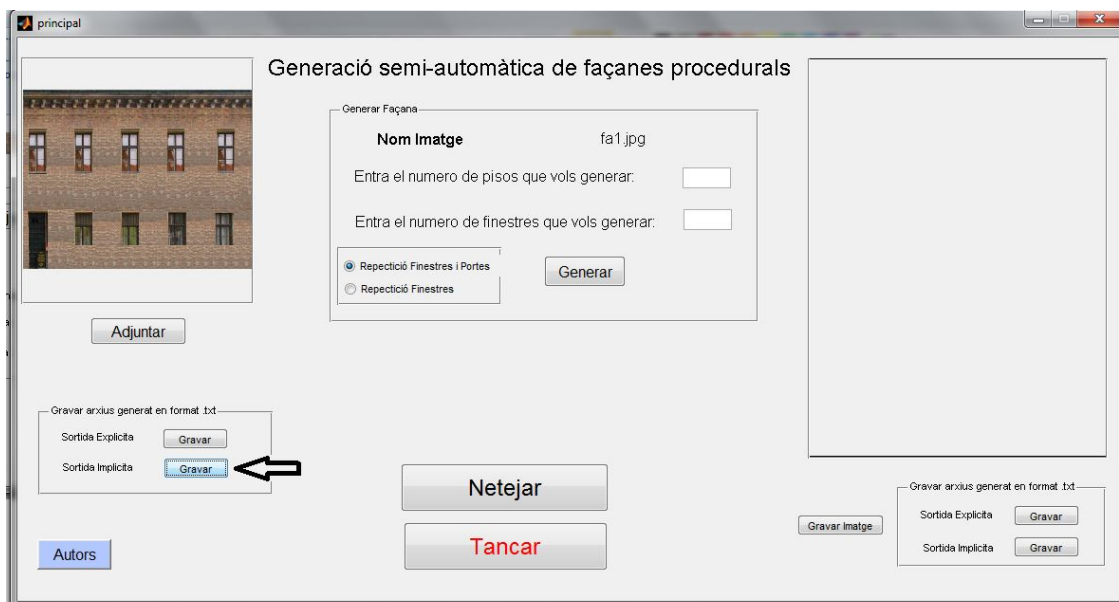 principal
Generació semi-automàtica de façanes procedurals
Generar Façana
Nom Imatge fa1.jpg
Entra el numero de pisos que vols generar:
Entra el numero de finestres que vols generar:
Repectició Finestres i Portes
Repectició Finestres
Generar
Adjuntar
Gravar arxius generat en format .txt
Sortida Explicita Gravar
Sortida Implicita Gravar
Netejar
Tancar
Autors
Gravar Imatge
Gravar arxius generat en format .txt
Sortida Explicita Gravar
Sortida Implicita Gravar